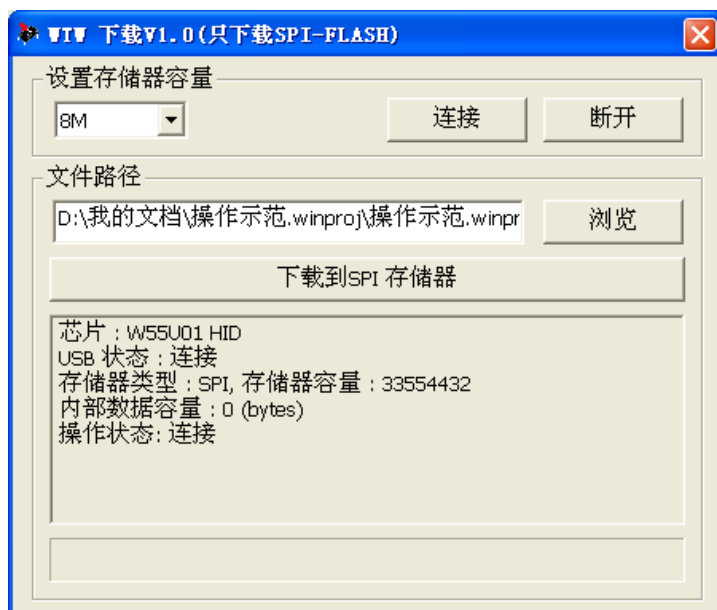 WTW 下载V1.0(只下载SPI-FLASH)
设置存储器容量
8M
连接
断开
文件路径
D:\我的文档\操作示范.winproj\操作示范.winpr
浏览
下载到SPI 存储器
芯片 : W55U01 HID
USB 状态 : 连接
存储器类型 : SPI, 存储器容量 : 33554432
内部数据容量 : 0 (bytes)
操作状态: 连接